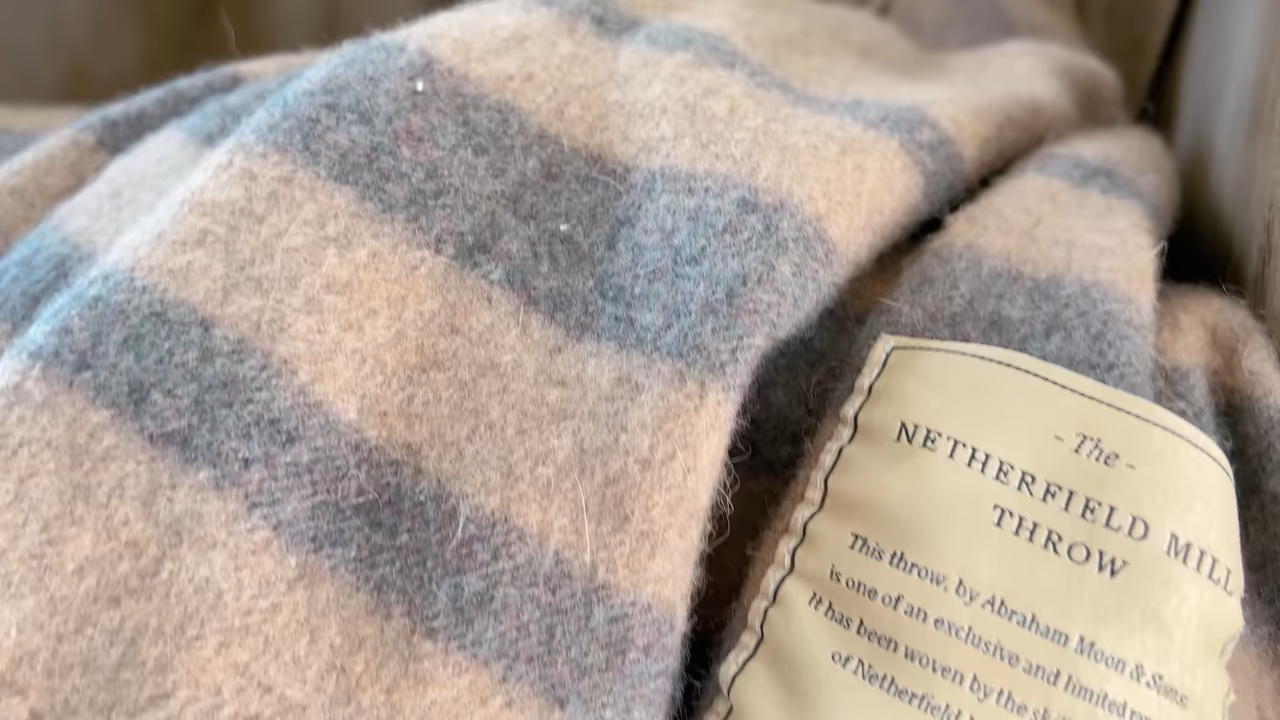 - The -
NETHERFIELD MILL
THROW
This throw, by Abraham Moon & Sons
is one of an exclusive and limited
It has been woven by the
of Netherfield